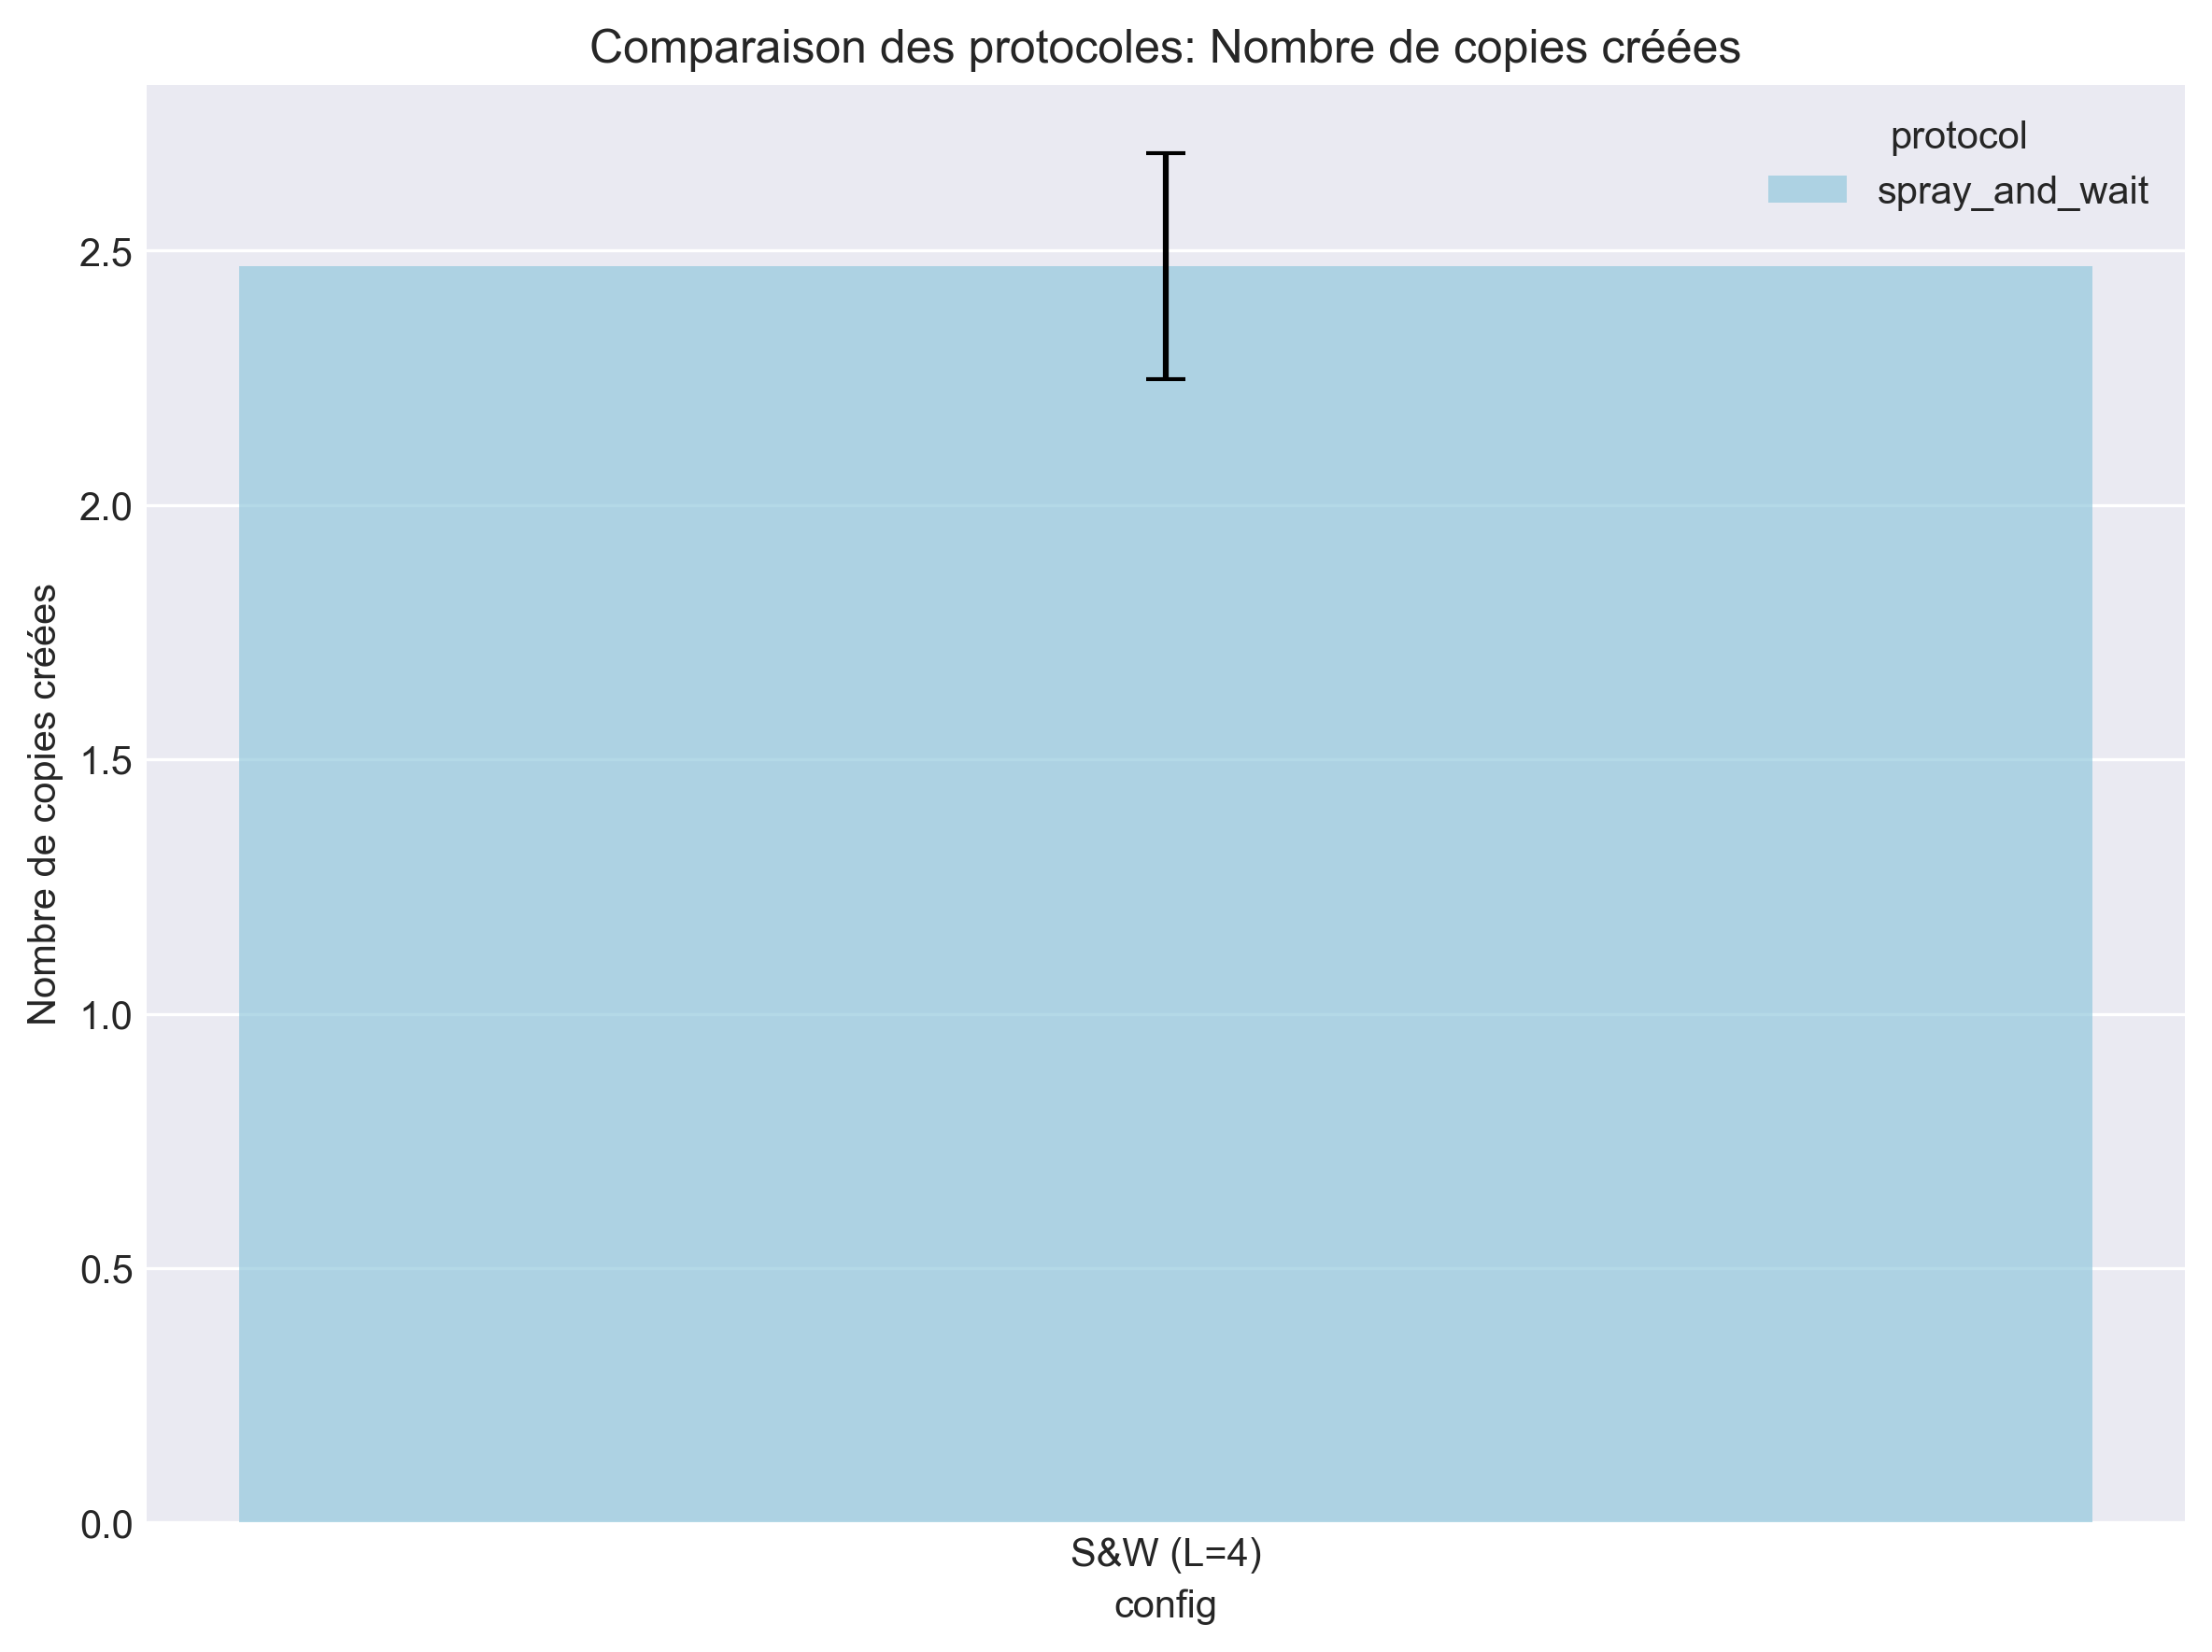 Comparaison des protocoles: Nombre de copies créées
protocol
spray_and_wait
Nombre de copies créées
2.5
2.0
1.5
1.0
0.5
0.0
S&W (L=4)
config